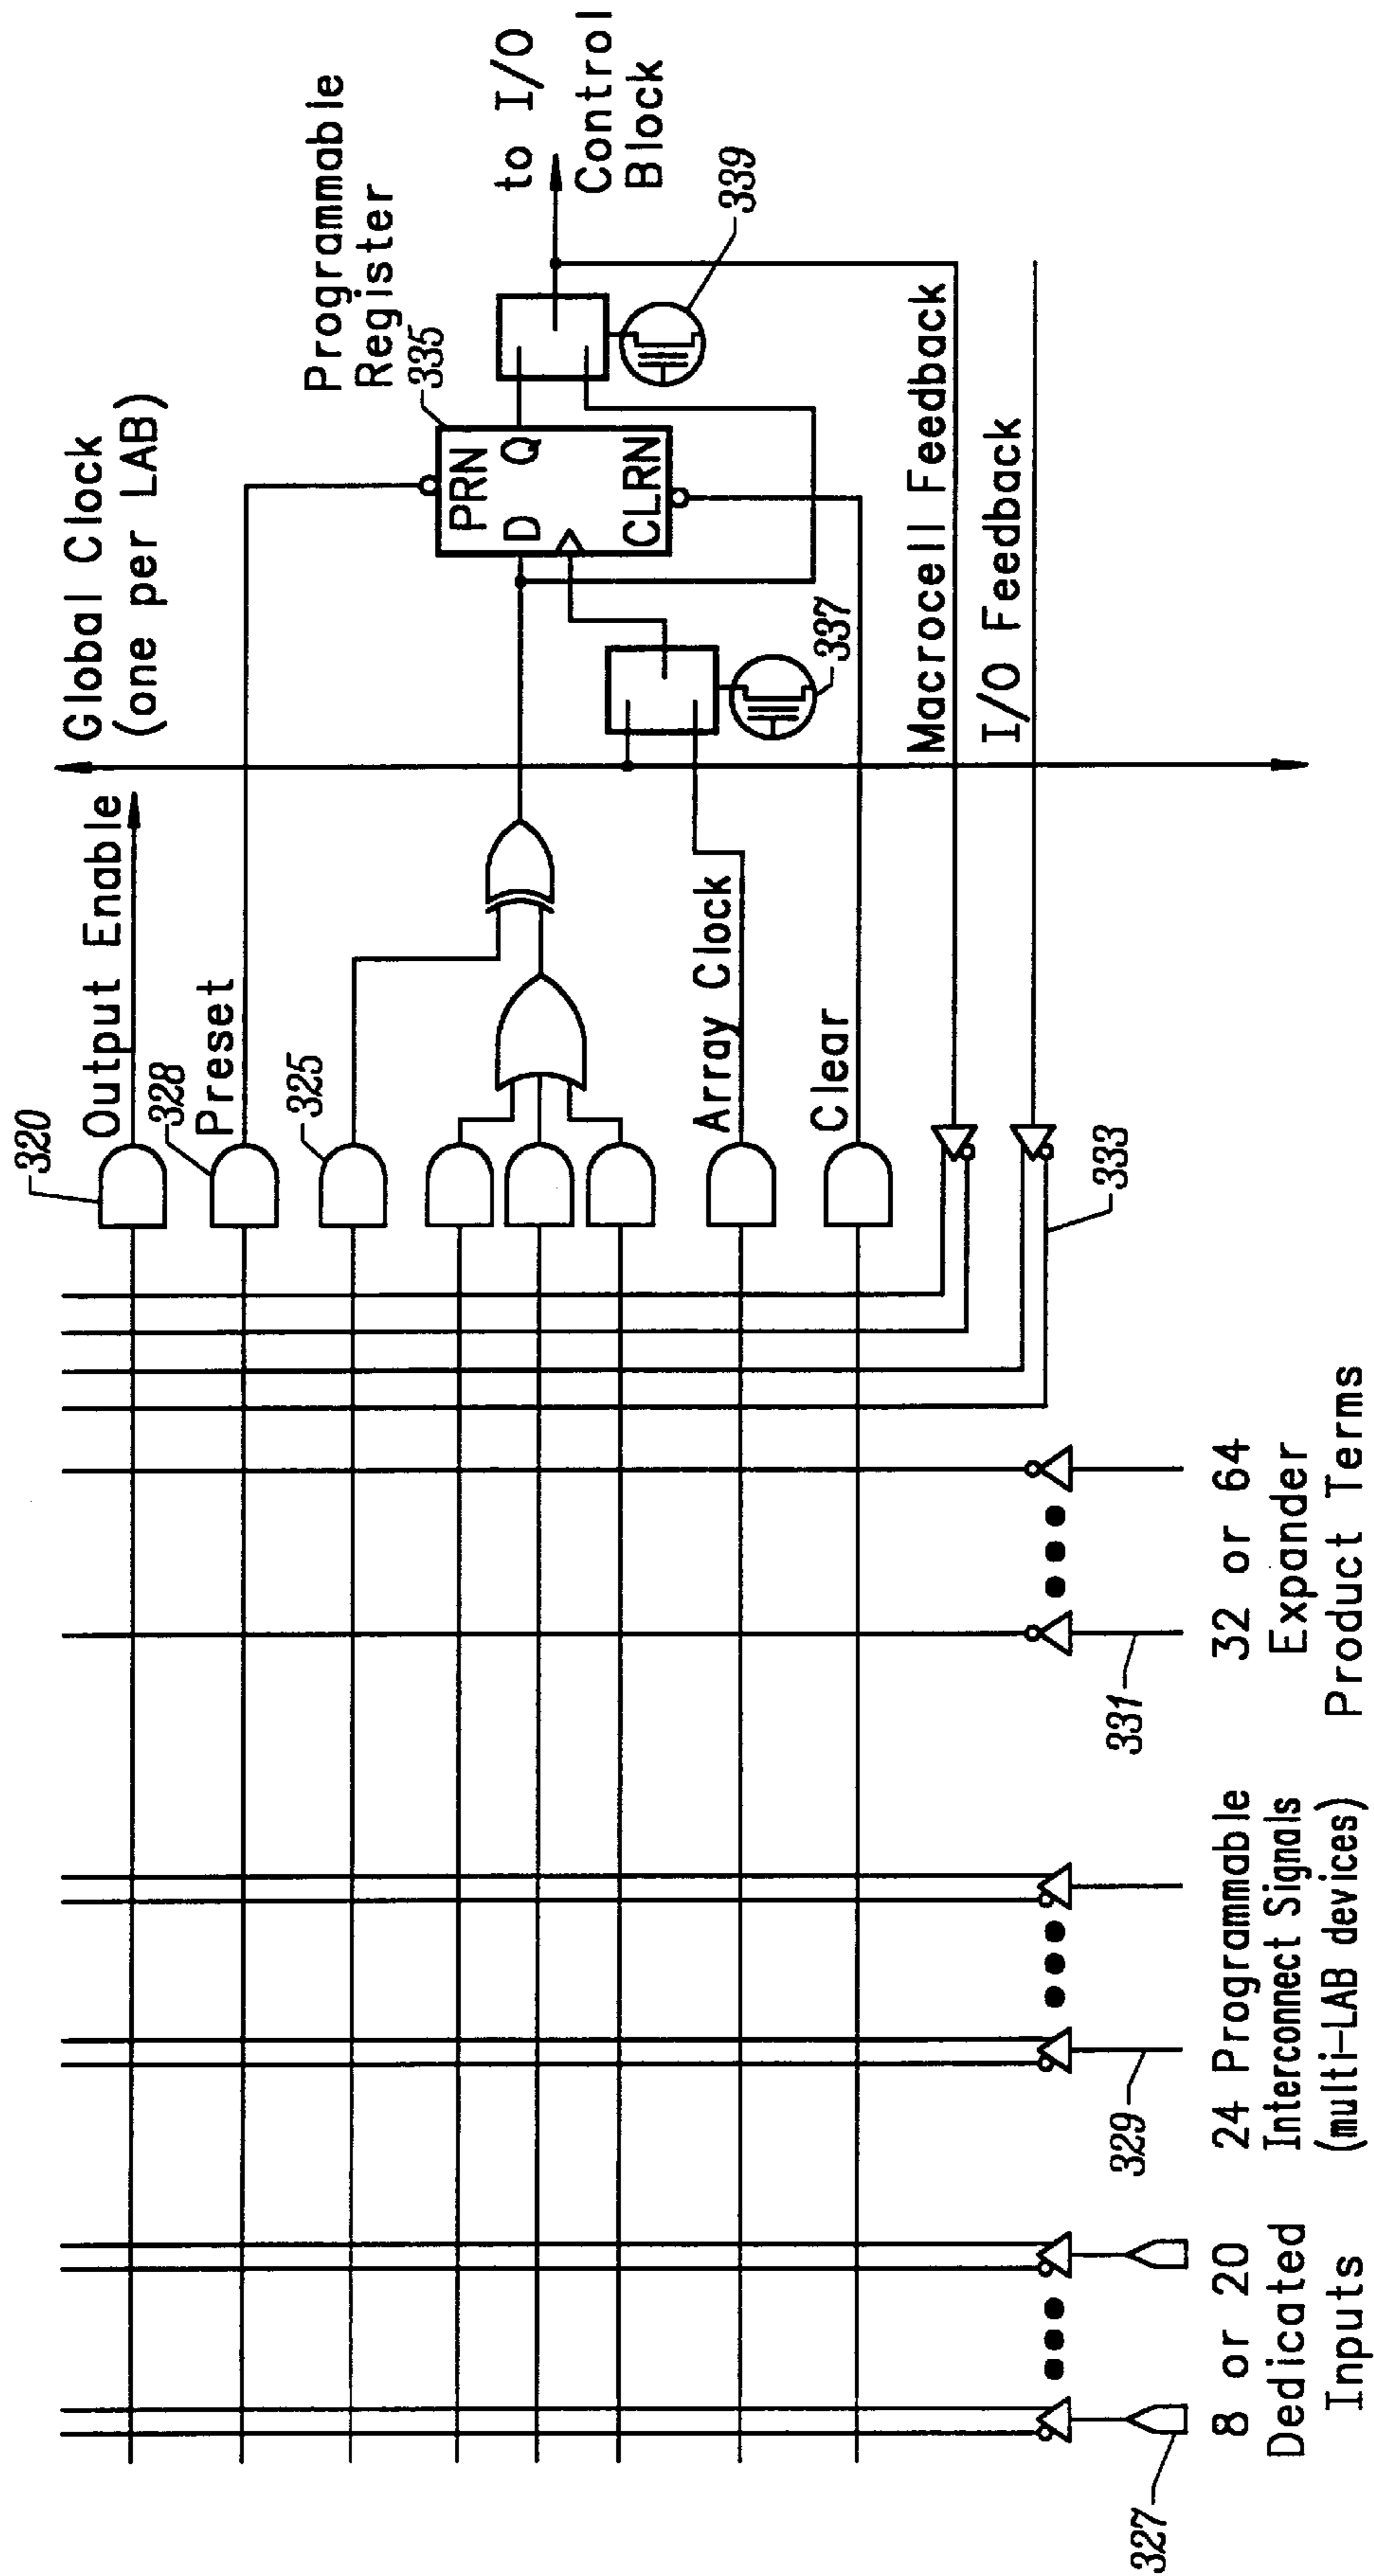 320
Output Enable
328
Preset
325
Global Clock
(one per LAB)
Programmable
Register
335
PRN
D
Q
CLRN
to I/O
Control
Block
339
337
Array Clock
Clear
Macrocell Feedback
I/O Feedback
333
327
329
331
8 or 20
Dedicated
Inputs
24 Programmable
Interconnect Signals
(multi-LAB devices)
32 or 64
Expander
Product Terms